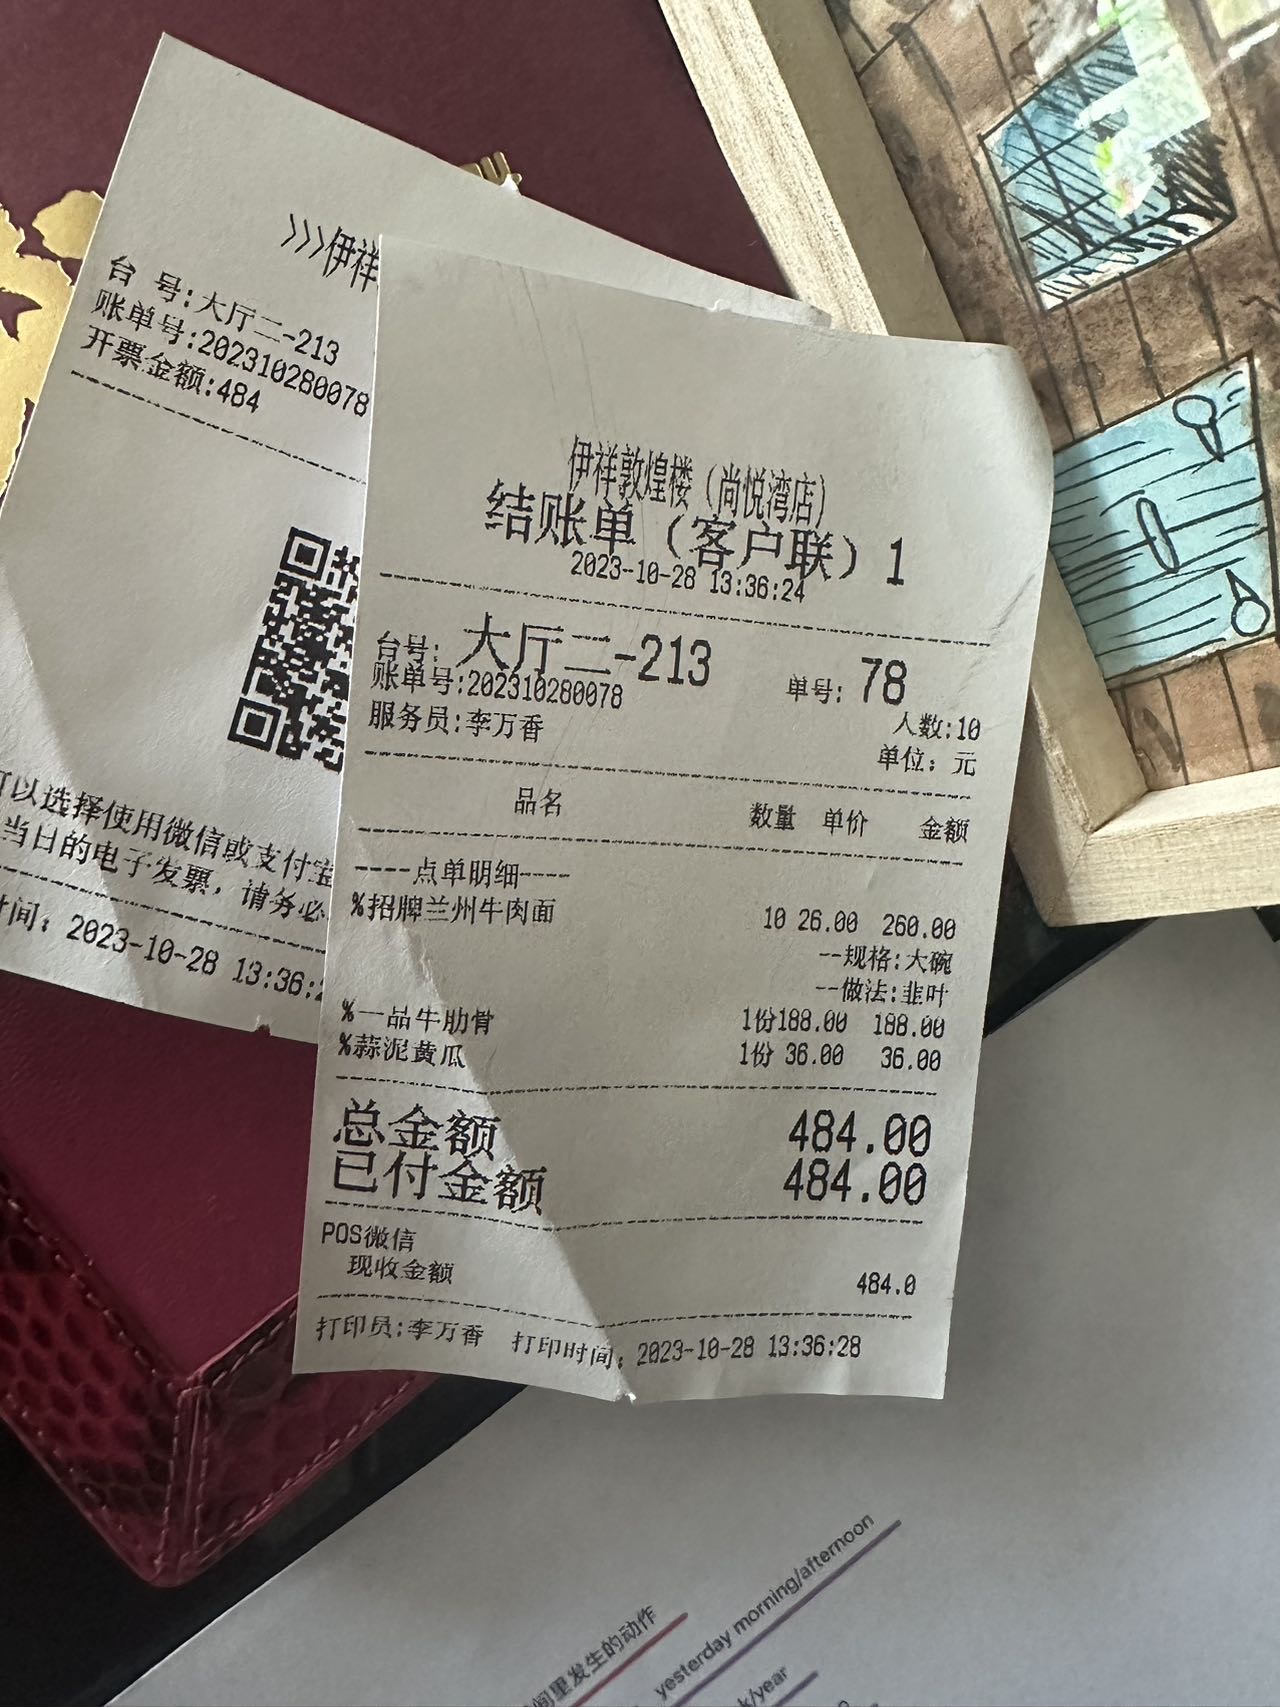 >>>伊祥
台 号:大厅二-213
账单号:202310280078
开票金额:484
可以选择使用微信或支付宝
当日的电子发票，请务必
时间：2023-10-28 13:36:2
伊祥敦煌楼（尚悦湾店）
结账单（客户联）1
2023-10-28 13:36:24
台号: 大厅二-213 单号: 78
账单号:202310280078
人数:10
服务员:李万香
单位：元
品名 数量 单价 金额
----点单明细----
%招牌兰州牛肉面 10 26.00 260.00
--规格:大碗
--做法:韭叶
%一品牛肋骨 1份188.00 188.00
%蒜泥黄瓜 1份 36.00 36.00
总金额 484.00
已付金额 484.00
POS微信
现收金额 484.0
打印员:李万香 打印时间：2023-10-28 13:36:28
yesterday morning/afternoon
间里发生的动作
k/year